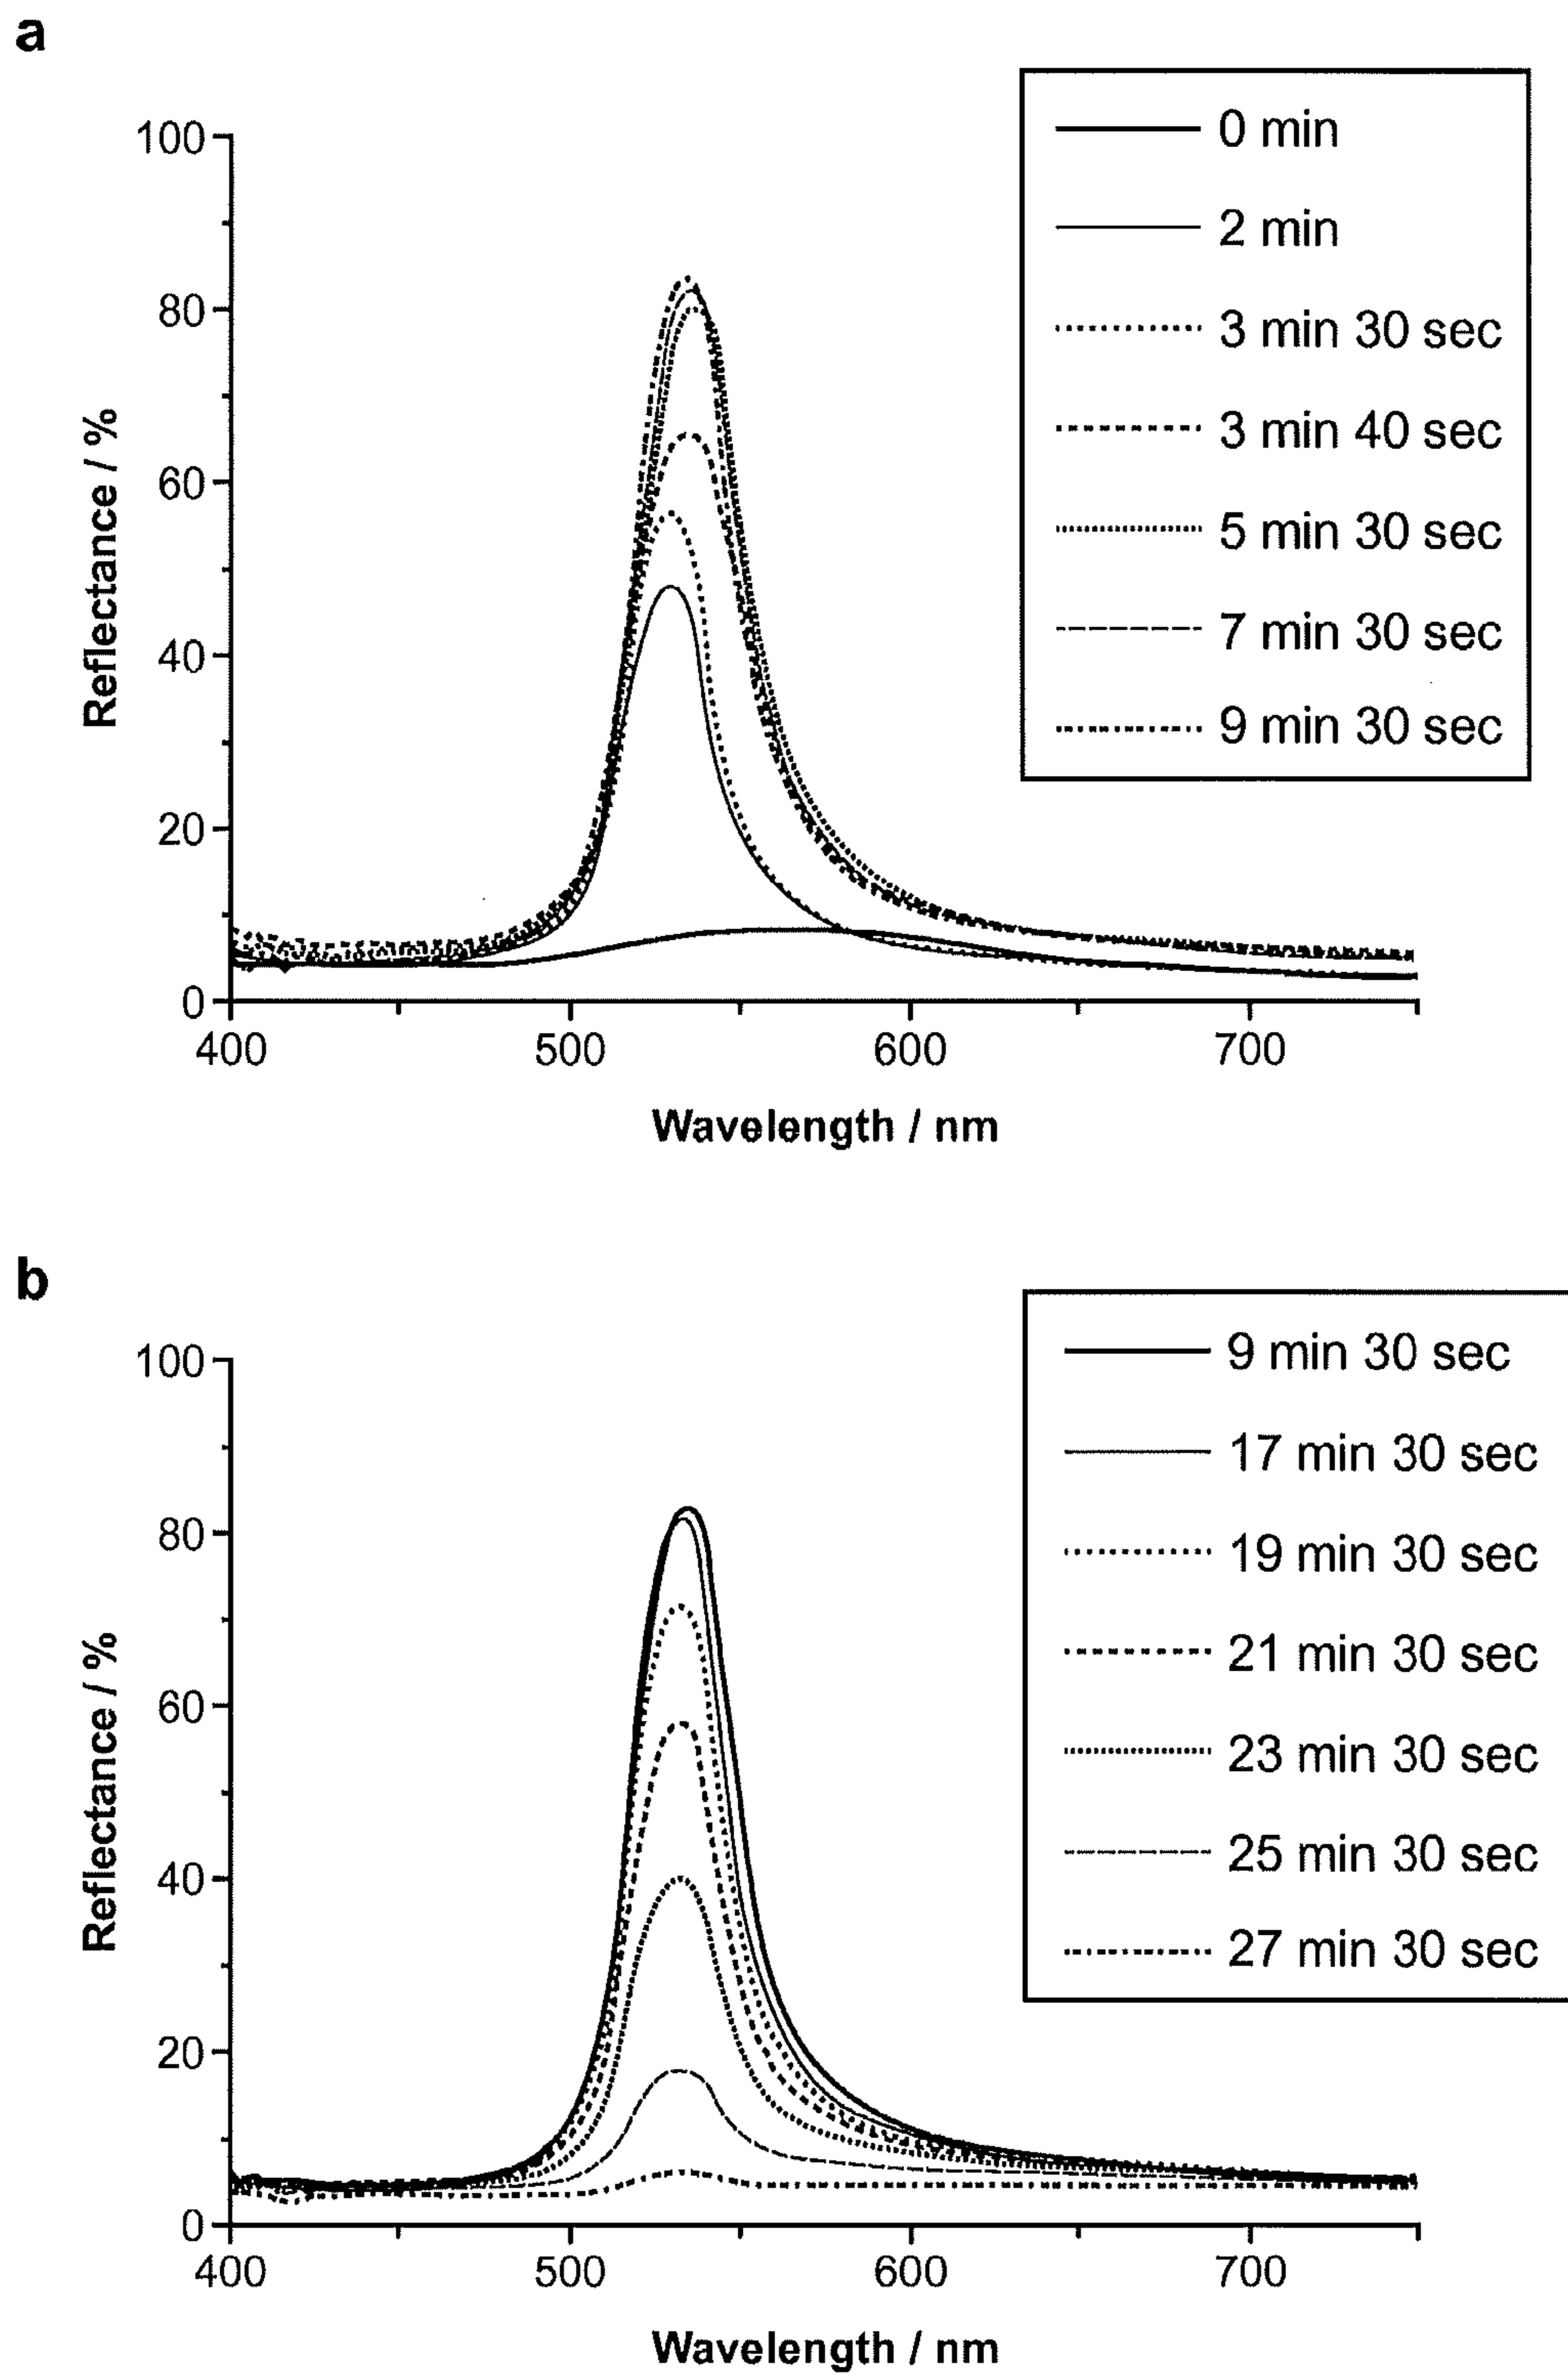 a
100
80
60
40
20
0
400 500 600 700
Reflectance / %
Wavelength / nm
0 min
2 min
3 min 30 sec
3 min 40 sec
5 min 30 sec
7 min 30 sec
9 min 30 sec
b
100
80
60
40
20
0
400 500 600 700
Reflectance / %
Wavelength / nm
9 min 30 sec
17 min 30 sec
19 min 30 sec
21 min 30 sec
23 min 30 sec
25 min 30 sec
27 min 30 sec